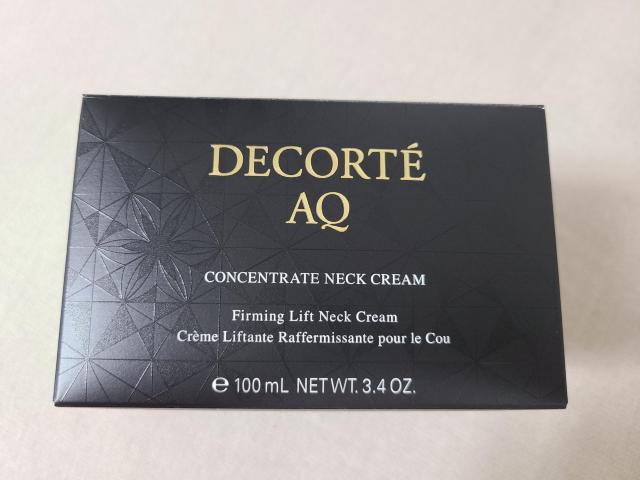 DECORTÉ
AQ
CONCENTRATE NECK CREAM
Firming Lift Neck Cream
Crème Liftante Raffermissante pour le Cou
℮ 100 mL NET WT. 3.4 OZ.